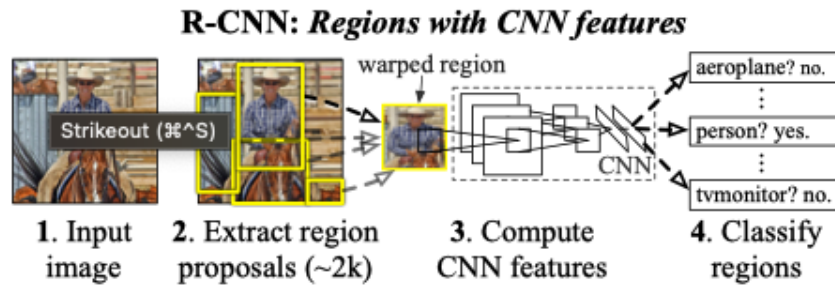 R-CNN: Regions with CNN features
warped region
aeroplane? no.
person? yes.
tvmonitor? no.
CNN
Strikeout (⌘^S)
1. Input
image
2. Extract region
proposals (~2k)
3. Compute
CNN features
4. Classify
regions